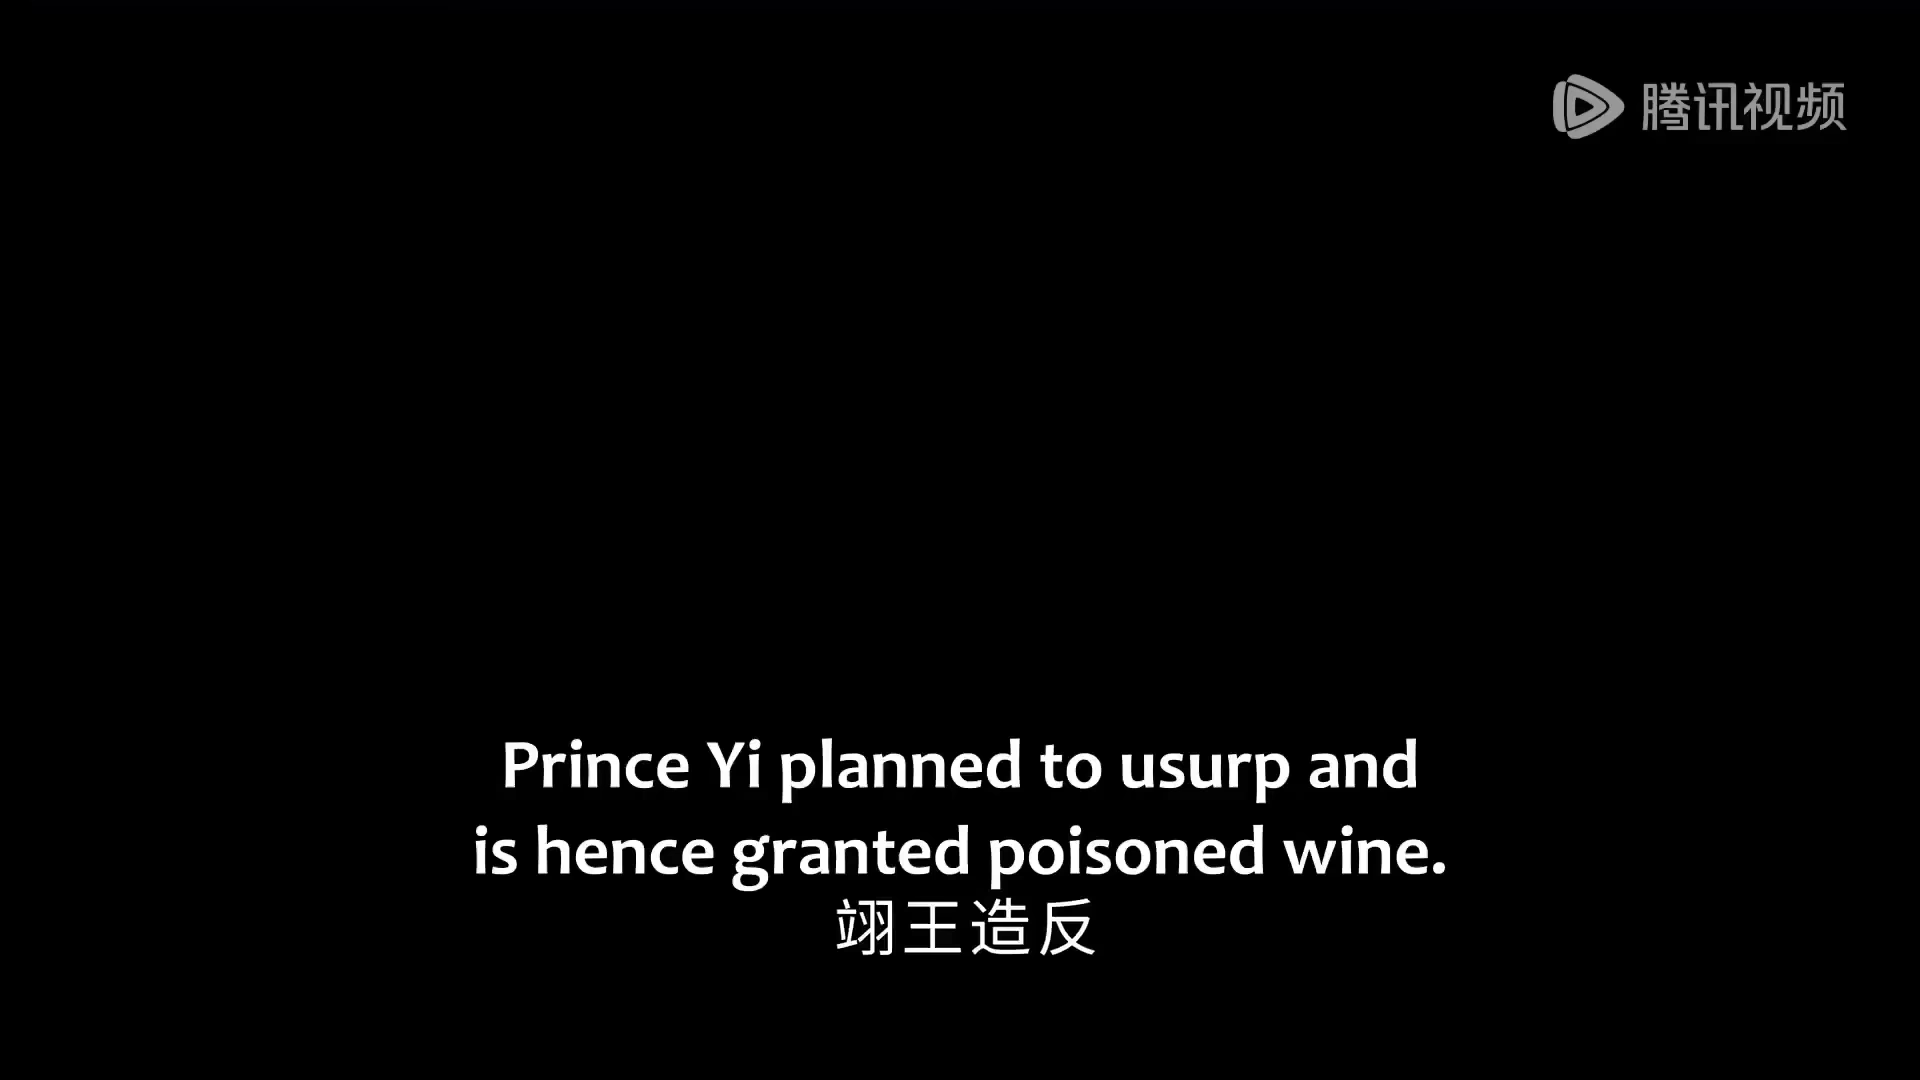 腾讯视频
Prince Yi planned to usurp and
is hence granted poisoned wine.
翊王造反